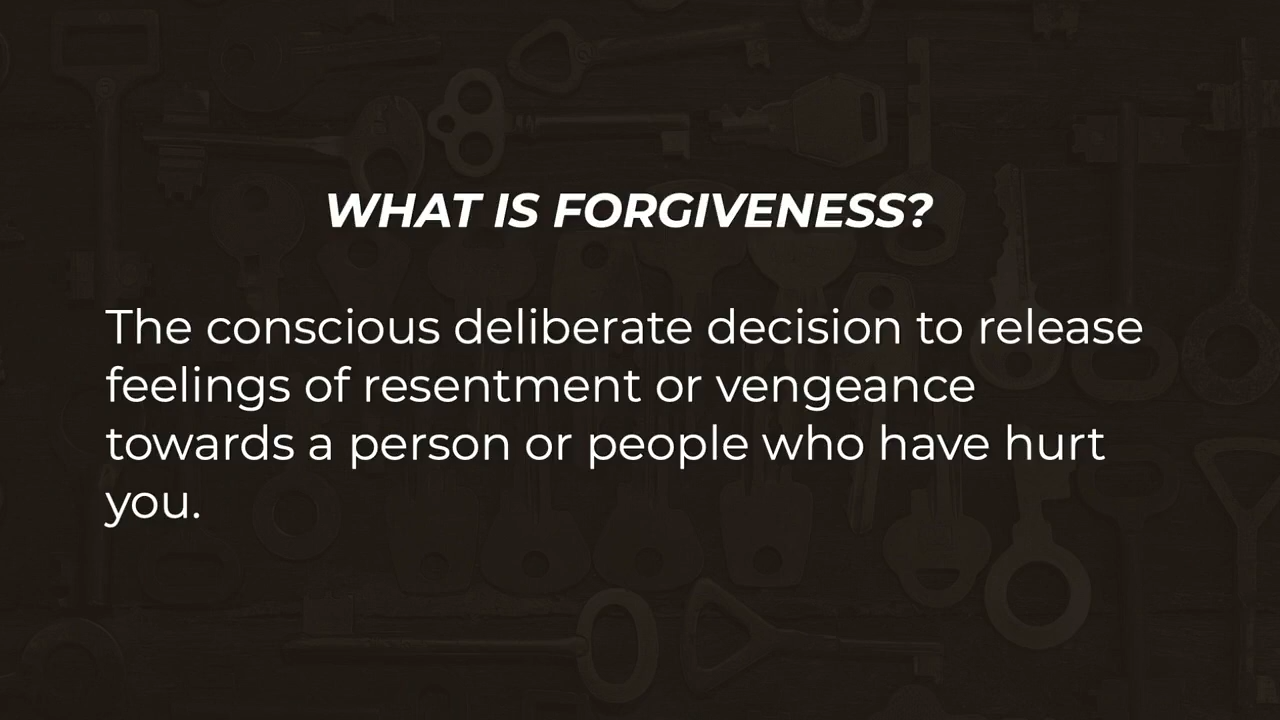 WHAT IS FORGIVENESS?
The conscious deliberate decision to release
feelings of resentment or vengeance
towards a person or people who have hurt
you.